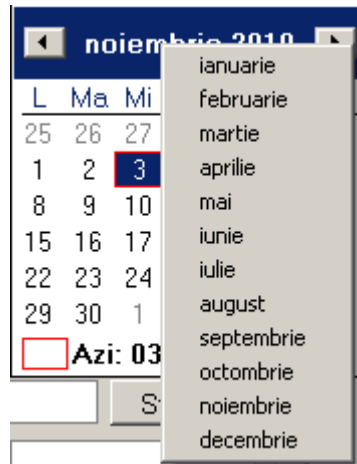 noiembrie 2010
ianuarie
februarie
martie
aprilie
mai
iunie
iulie
august
septembrie
octombrie
noiembrie
decembrie
L Ma Mi
25 26 27
1 2 3
8 9 10
15 16 17
22 23 24
29 30 1
Azi: 03